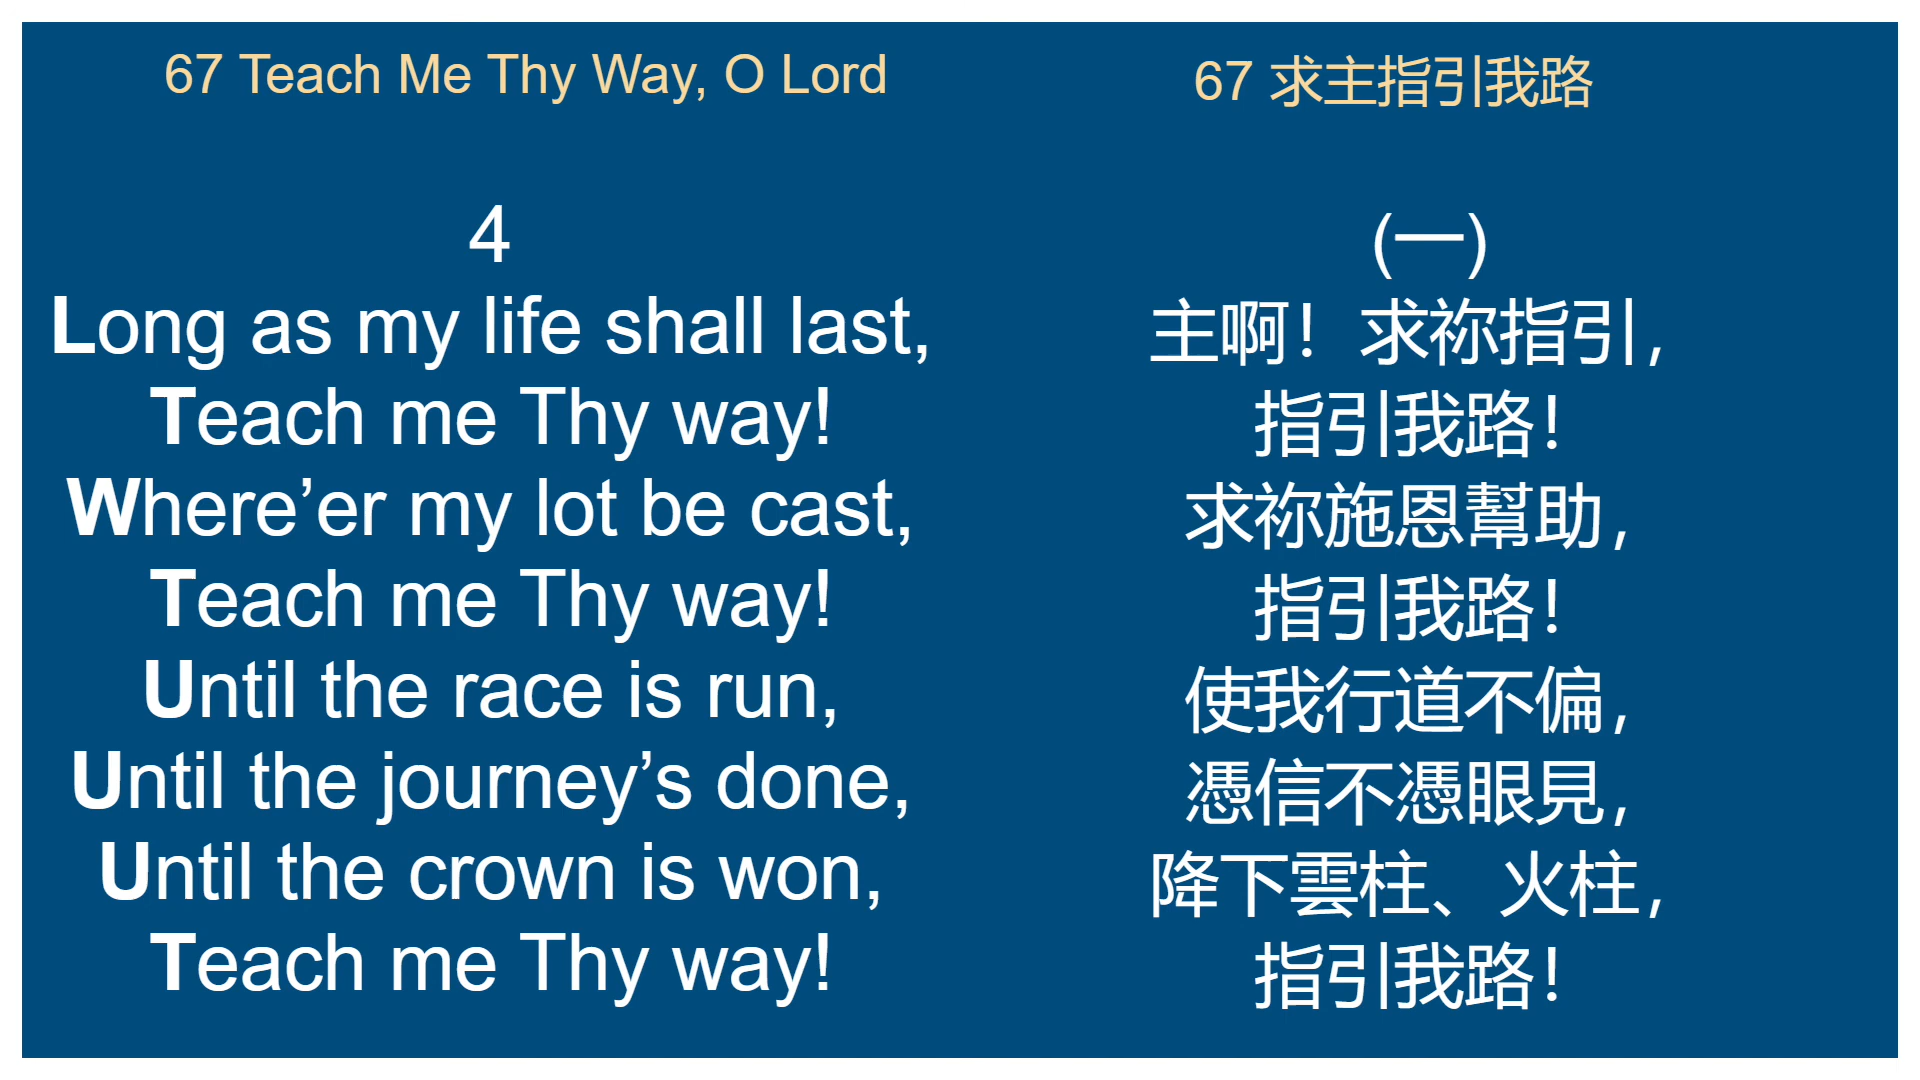 67 Teach Me Thy Way, O Lord
4
Long as my life shall last,
Teach me Thy way!
Where’er my lot be cast,
Teach me Thy way!
Until the race is run,
Until the journey’s done,
Until the crown is won,
Teach me Thy way!
67 求主指引我路
(一)
主啊！求祢指引，
指引我路！
求祢施恩幫助，
指引我路！
使我行道不偏，
憑信不憑眼見，
降下雲柱、火柱，
指引我路！